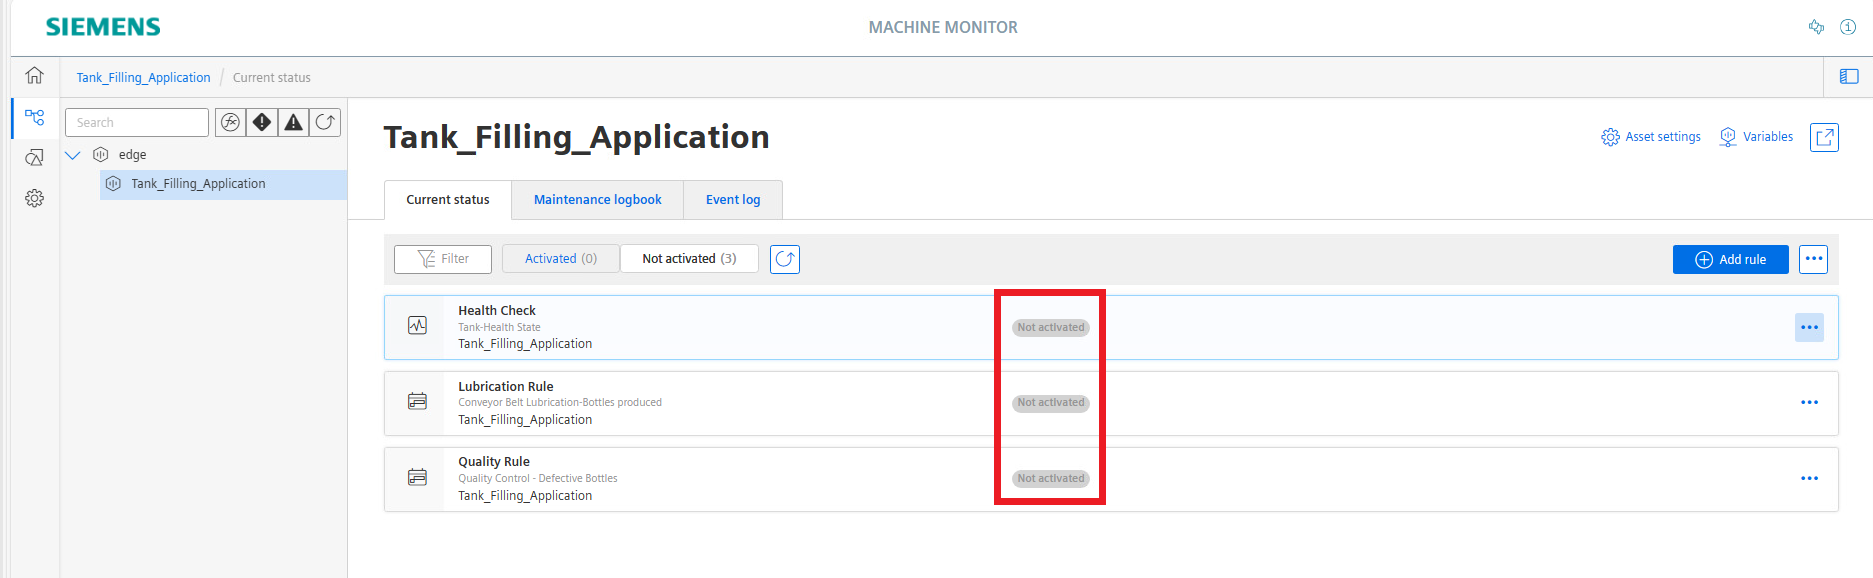 SIEMENS
MACHINE MONITOR
Tank_Filling_Application / Current status
Search
edge
Tank_Filling_Application
Tank_Filling_Application
Asset settings
Variables
Current status
Maintenance logbook
Event log
Filter
Activated (0)
Not activated (3)
Add rule
Health Check
Tank-Health State
Tank_Filling_Application
Not activated
Lubrication Rule
Conveyor Belt Lubrication-Bottles produced
Tank_Filling_Application
Not activated
Quality Rule
Quality Control - Defective Bottles
Tank_Filling_Application
Not activated